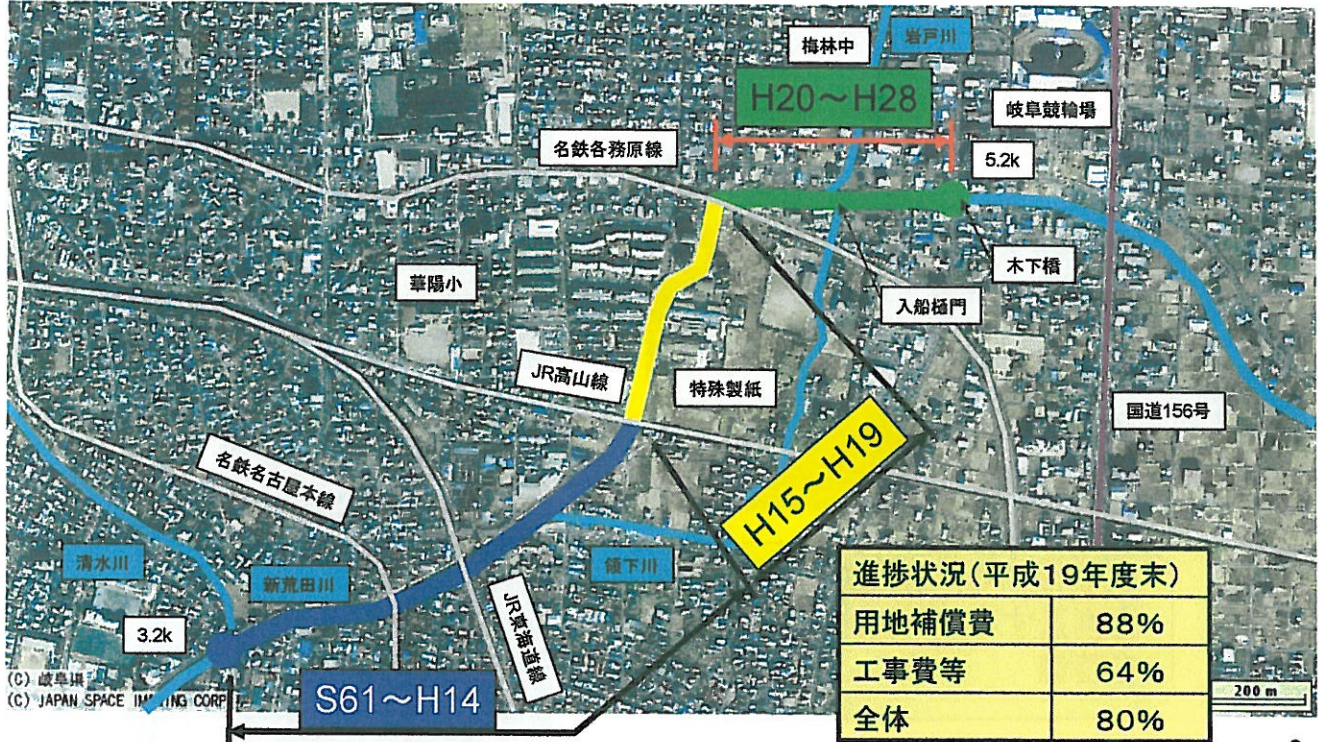 梅林中
岩戸川
H20～H28
岐阜競輪場
名鉄各務原線
5.2k
木下橋
華陽小
入船樋門
JR高山線
特殊製紙
国道156号
H15～H19
名鉄名古屋本線
清水川
新荒田川
領下川
JR東海道線
3.2k
S61～H14
進捗状況(平成19年度末)
用地補償費 88%
工事費等 64%
全体 80%
200 m
(C) 岐阜県
(C) JAPAN SPACE IMAGING CORP